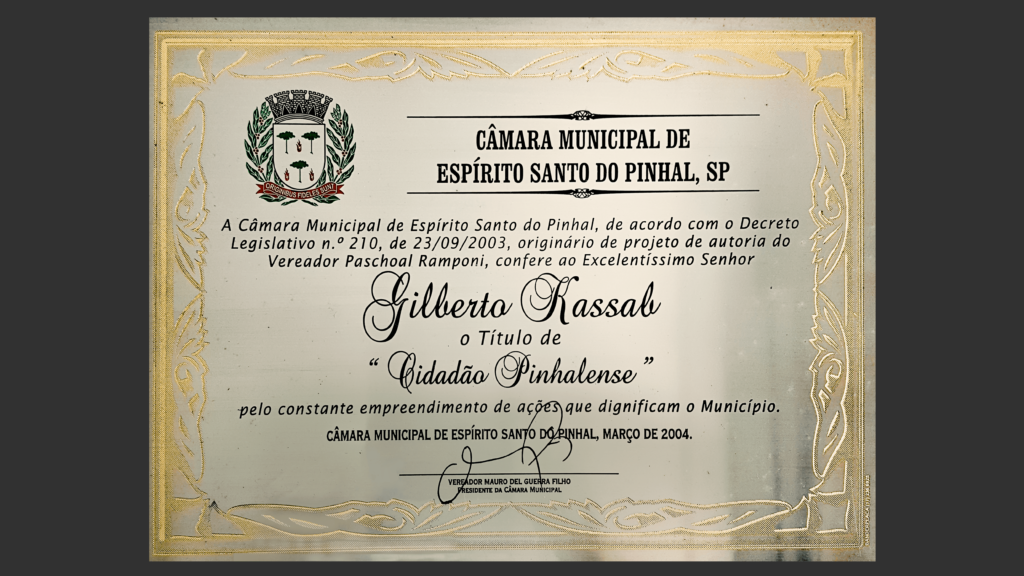 CÂMARA MUNICIPAL DE
ESPÍRITO SANTO DO PINHAL, SP
ORIGINIBUS FIDELES SUNT
A Câmara Municipal de Espírito Santo do Pinhal, de acordo com o Decreto
Legislativo n.º 210, de 23/09/2003, originário de projeto de autoria do
Vereador Paschoal Ramponi, confere ao Excelentíssimo Senhor
Gilberto Kassab
o Título de
“ Cidadão Pinhalense ”
pelo constante empreendimento de ações que dignificam o Município.
CÂMARA MUNICIPAL DE ESPÍRITO SANTO DO PINHAL, MARÇO DE 2004.
VEREADOR MAURO DEL GUERRA FILHO
PRESIDENTE DA CÂMARA MUNICIPAL